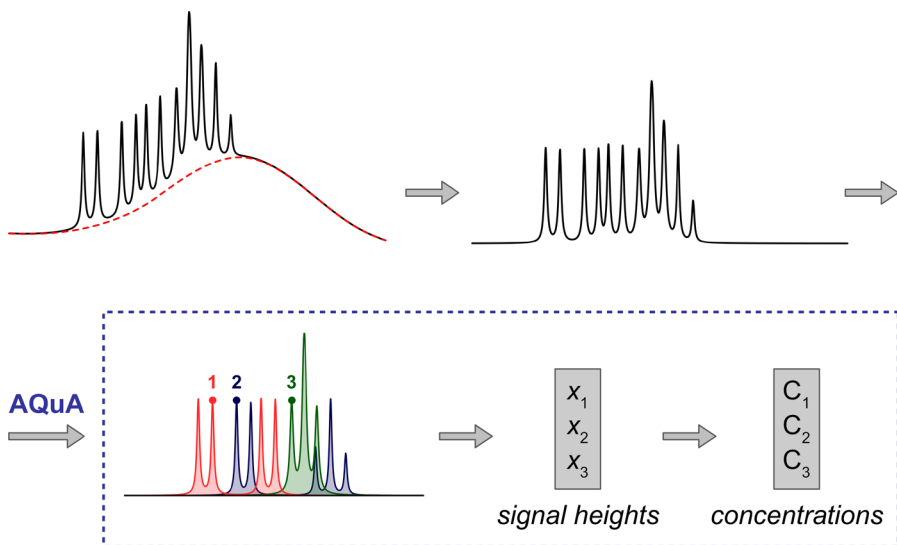 AQuA
1 2 3
x₁
x₂
x₃
C₁
C₂
C₃
signal heights
concentrations